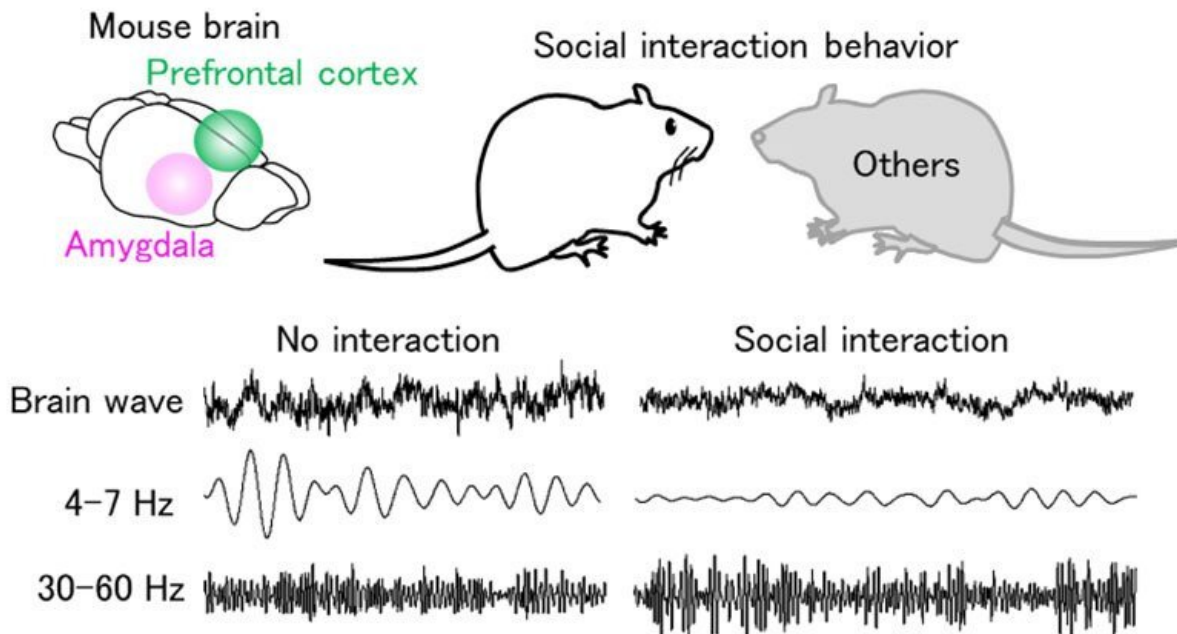 Mouse brain
Prefrontal cortex
Amygdala
Social interaction behavior
Others
No interaction
Social interaction
Brain wave
4–7 Hz
30–60 Hz